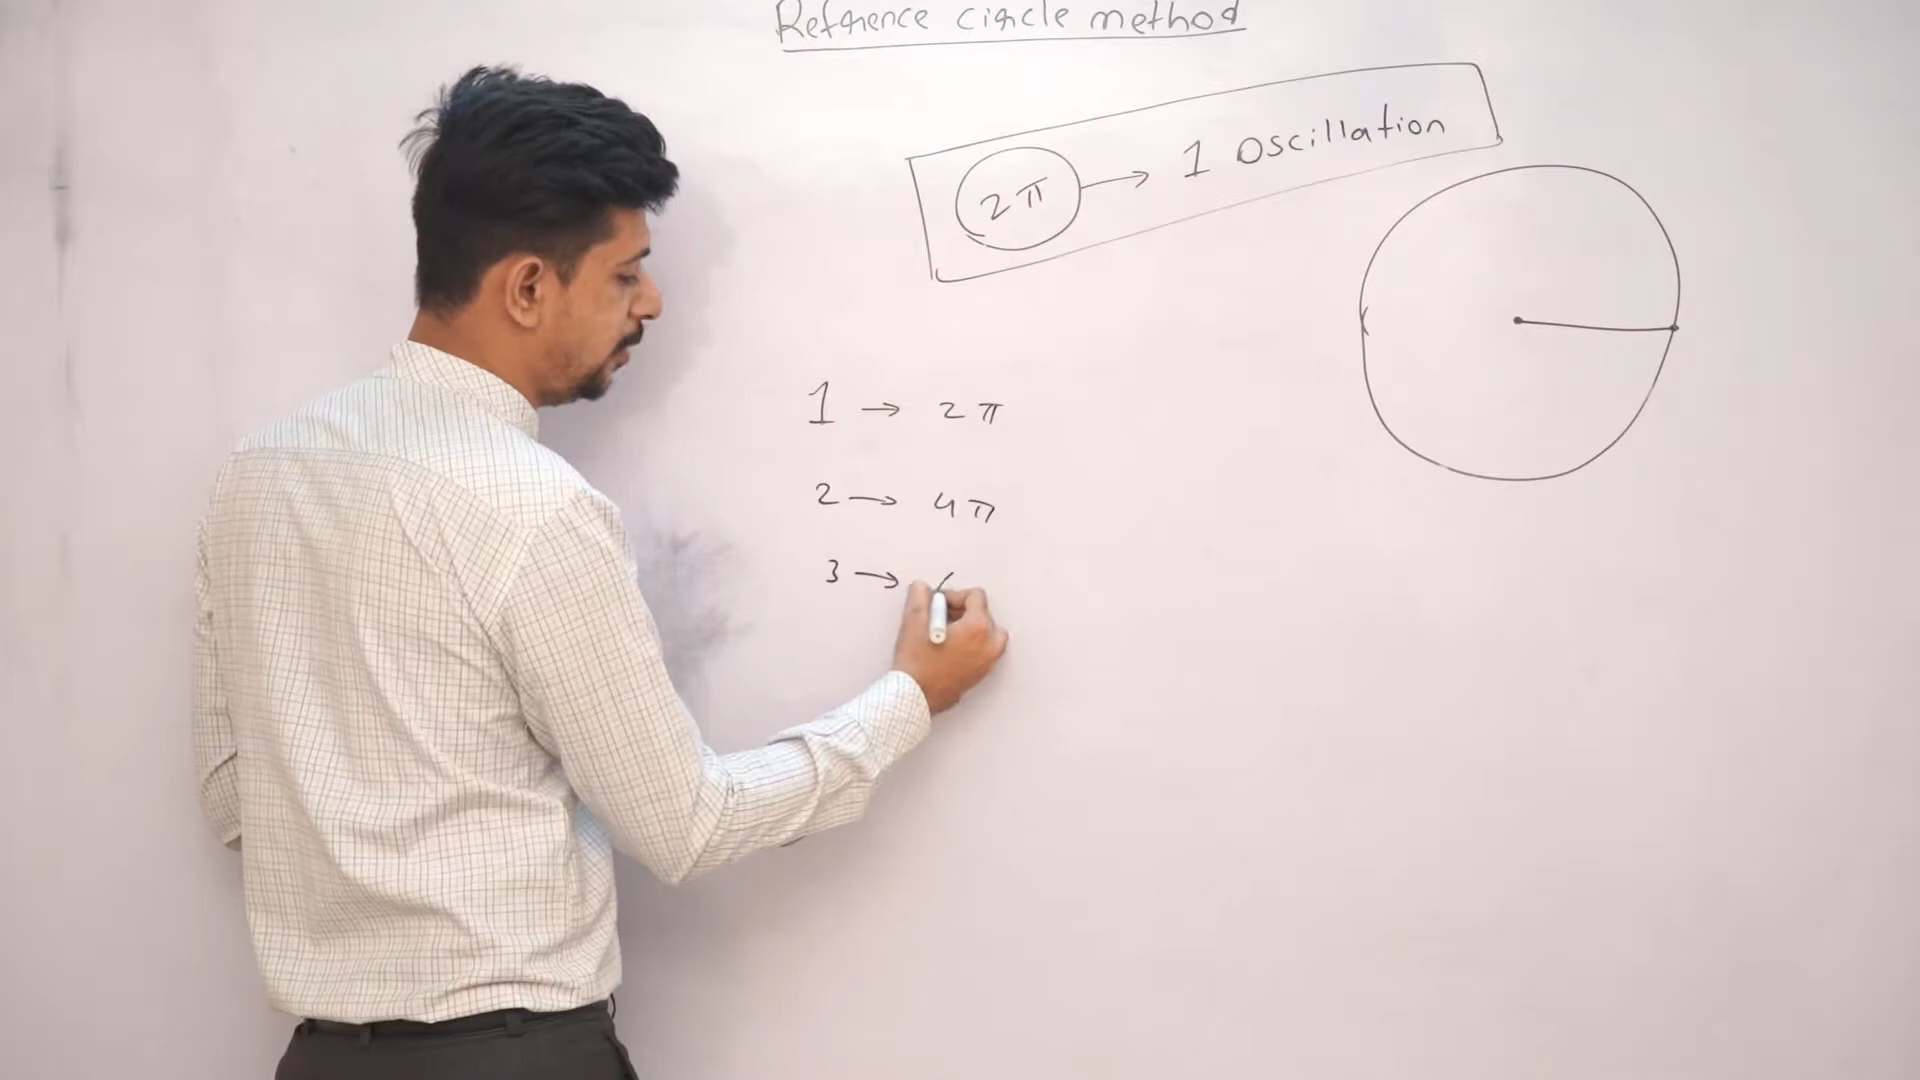 Refrence circle method
2π → 1 Oscillation
1 → 2π
2 → 4π
3 →